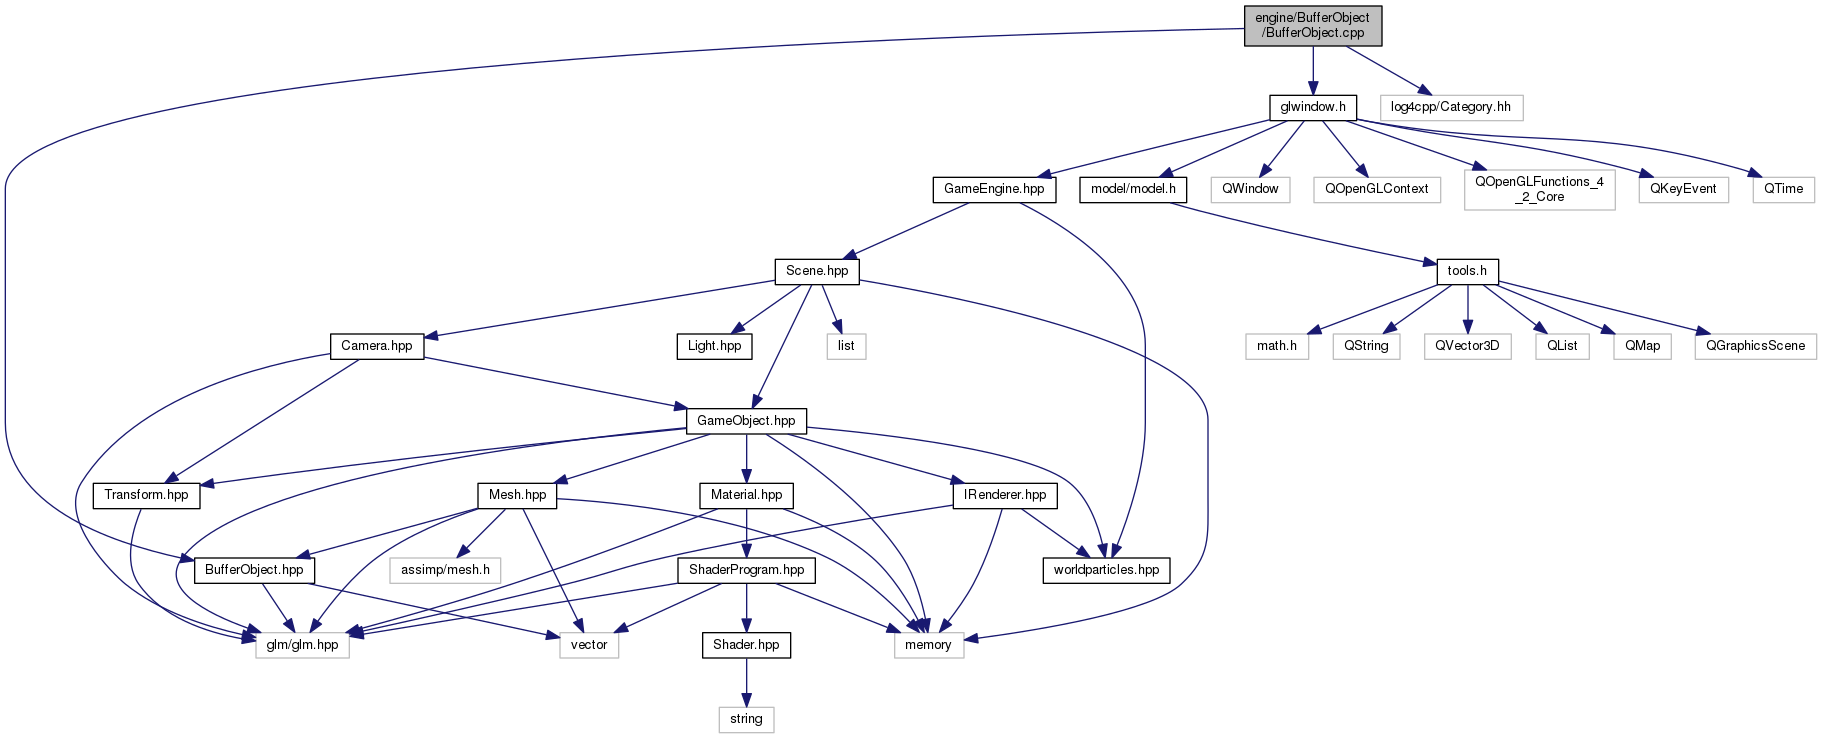 engine/BufferObject
/BufferObject.cpp
glwindow.h
log4cpp/Category.hh
GameEngine.hpp
model/model.h
QWindow
QOpenGLContext
QOpenGLFunctions_4
_2_Core
QKeyEvent
QTime
Scene.hpp
tools.h
Camera.hpp
Light.hpp
list
math.h
QString
QVector3D
QList
QMap
QGraphicsScene
GameObject.hpp
Transform.hpp
Mesh.hpp
Material.hpp
IRenderer.hpp
BufferObject.hpp
assimp/mesh.h
ShaderProgram.hpp
worldparticles.hpp
glm/glm.hpp
vector
Shader.hpp
memory
string